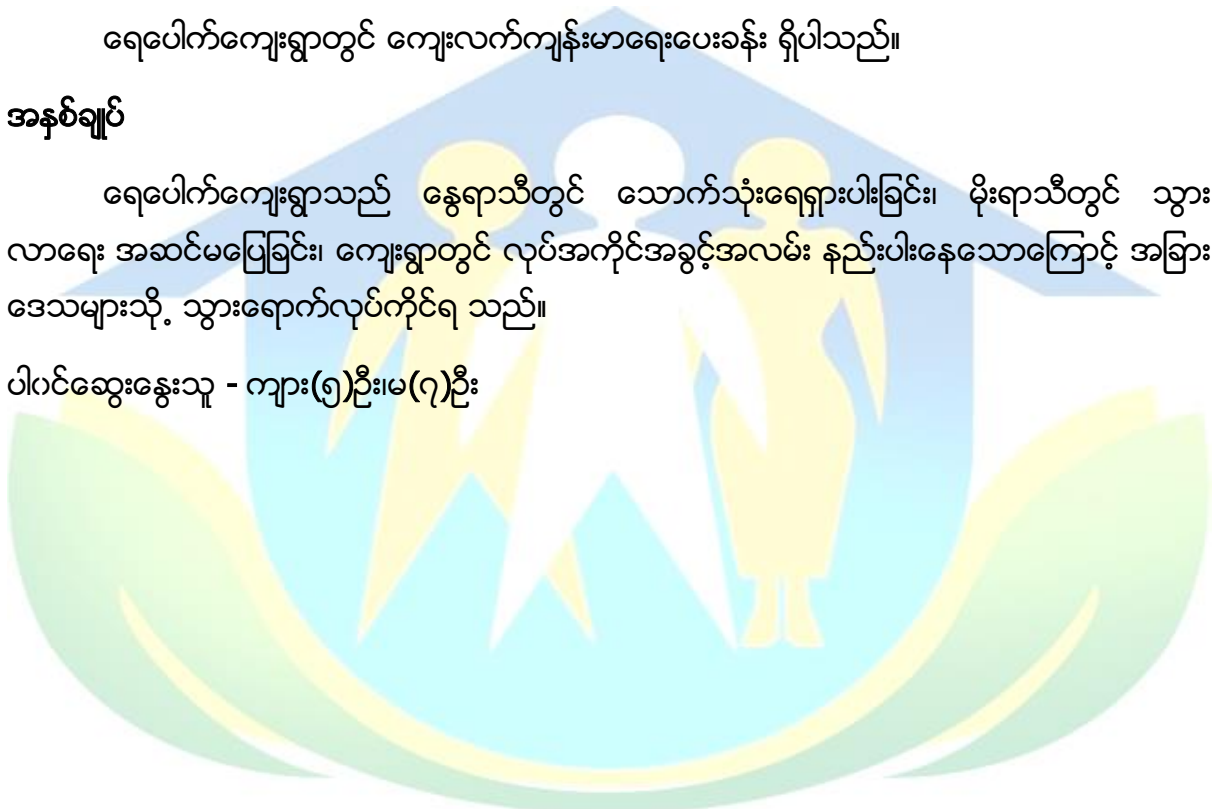 ရေပေါက်ကျေးရွာတွင် ကျေးလက်ကျန်းမာရေးပေးခန်း ရှိပါသည်။
အနှစ်ချုပ်
ရေပေါက်ကျေးရွာသည် နွေရာသီတွင် သောက်သုံးရေရှားပါးခြင်း၊ မိုးရာသီတွင် သွား
လာရေး အဆင်မပြေခြင်း၊ ကျေးရွာတွင် လုပ်အကိုင်အခွင့်အလမ်း နည်းပါးနေသောကြောင့် အခြား
ဒေသများသို့ သွားရောက်လုပ်ကိုင်ရ သည်။
ပါဝင်ဆွေးနွေးသူ - ကျား(၅)ဦး၊မ(၇)ဦး